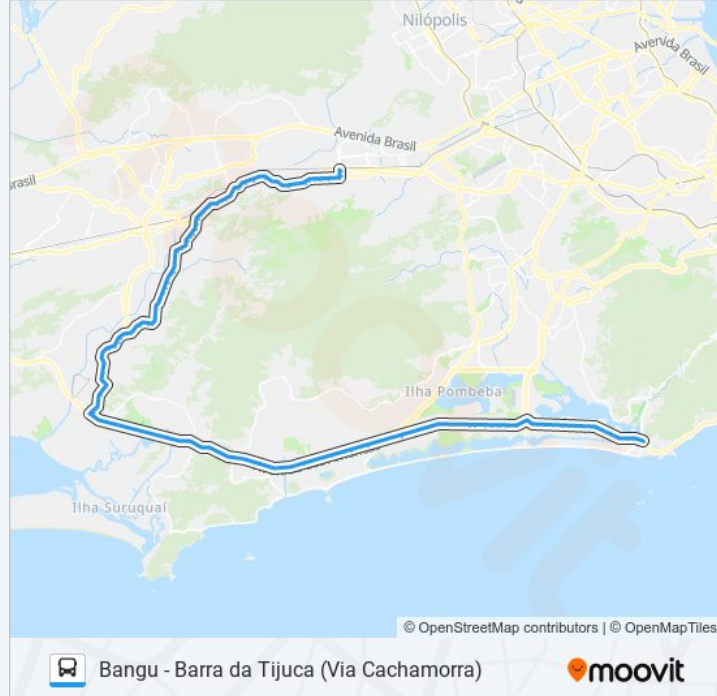 Nilópolis
Avenida Brasil
Avenida Brasil
rasil
Ilha Pombeba
Ilha Suruquai
© OpenStreetMap contributors | © OpenMapTiles
Bangu - Barra da Tijuca (Via Cachamorra)
moovit